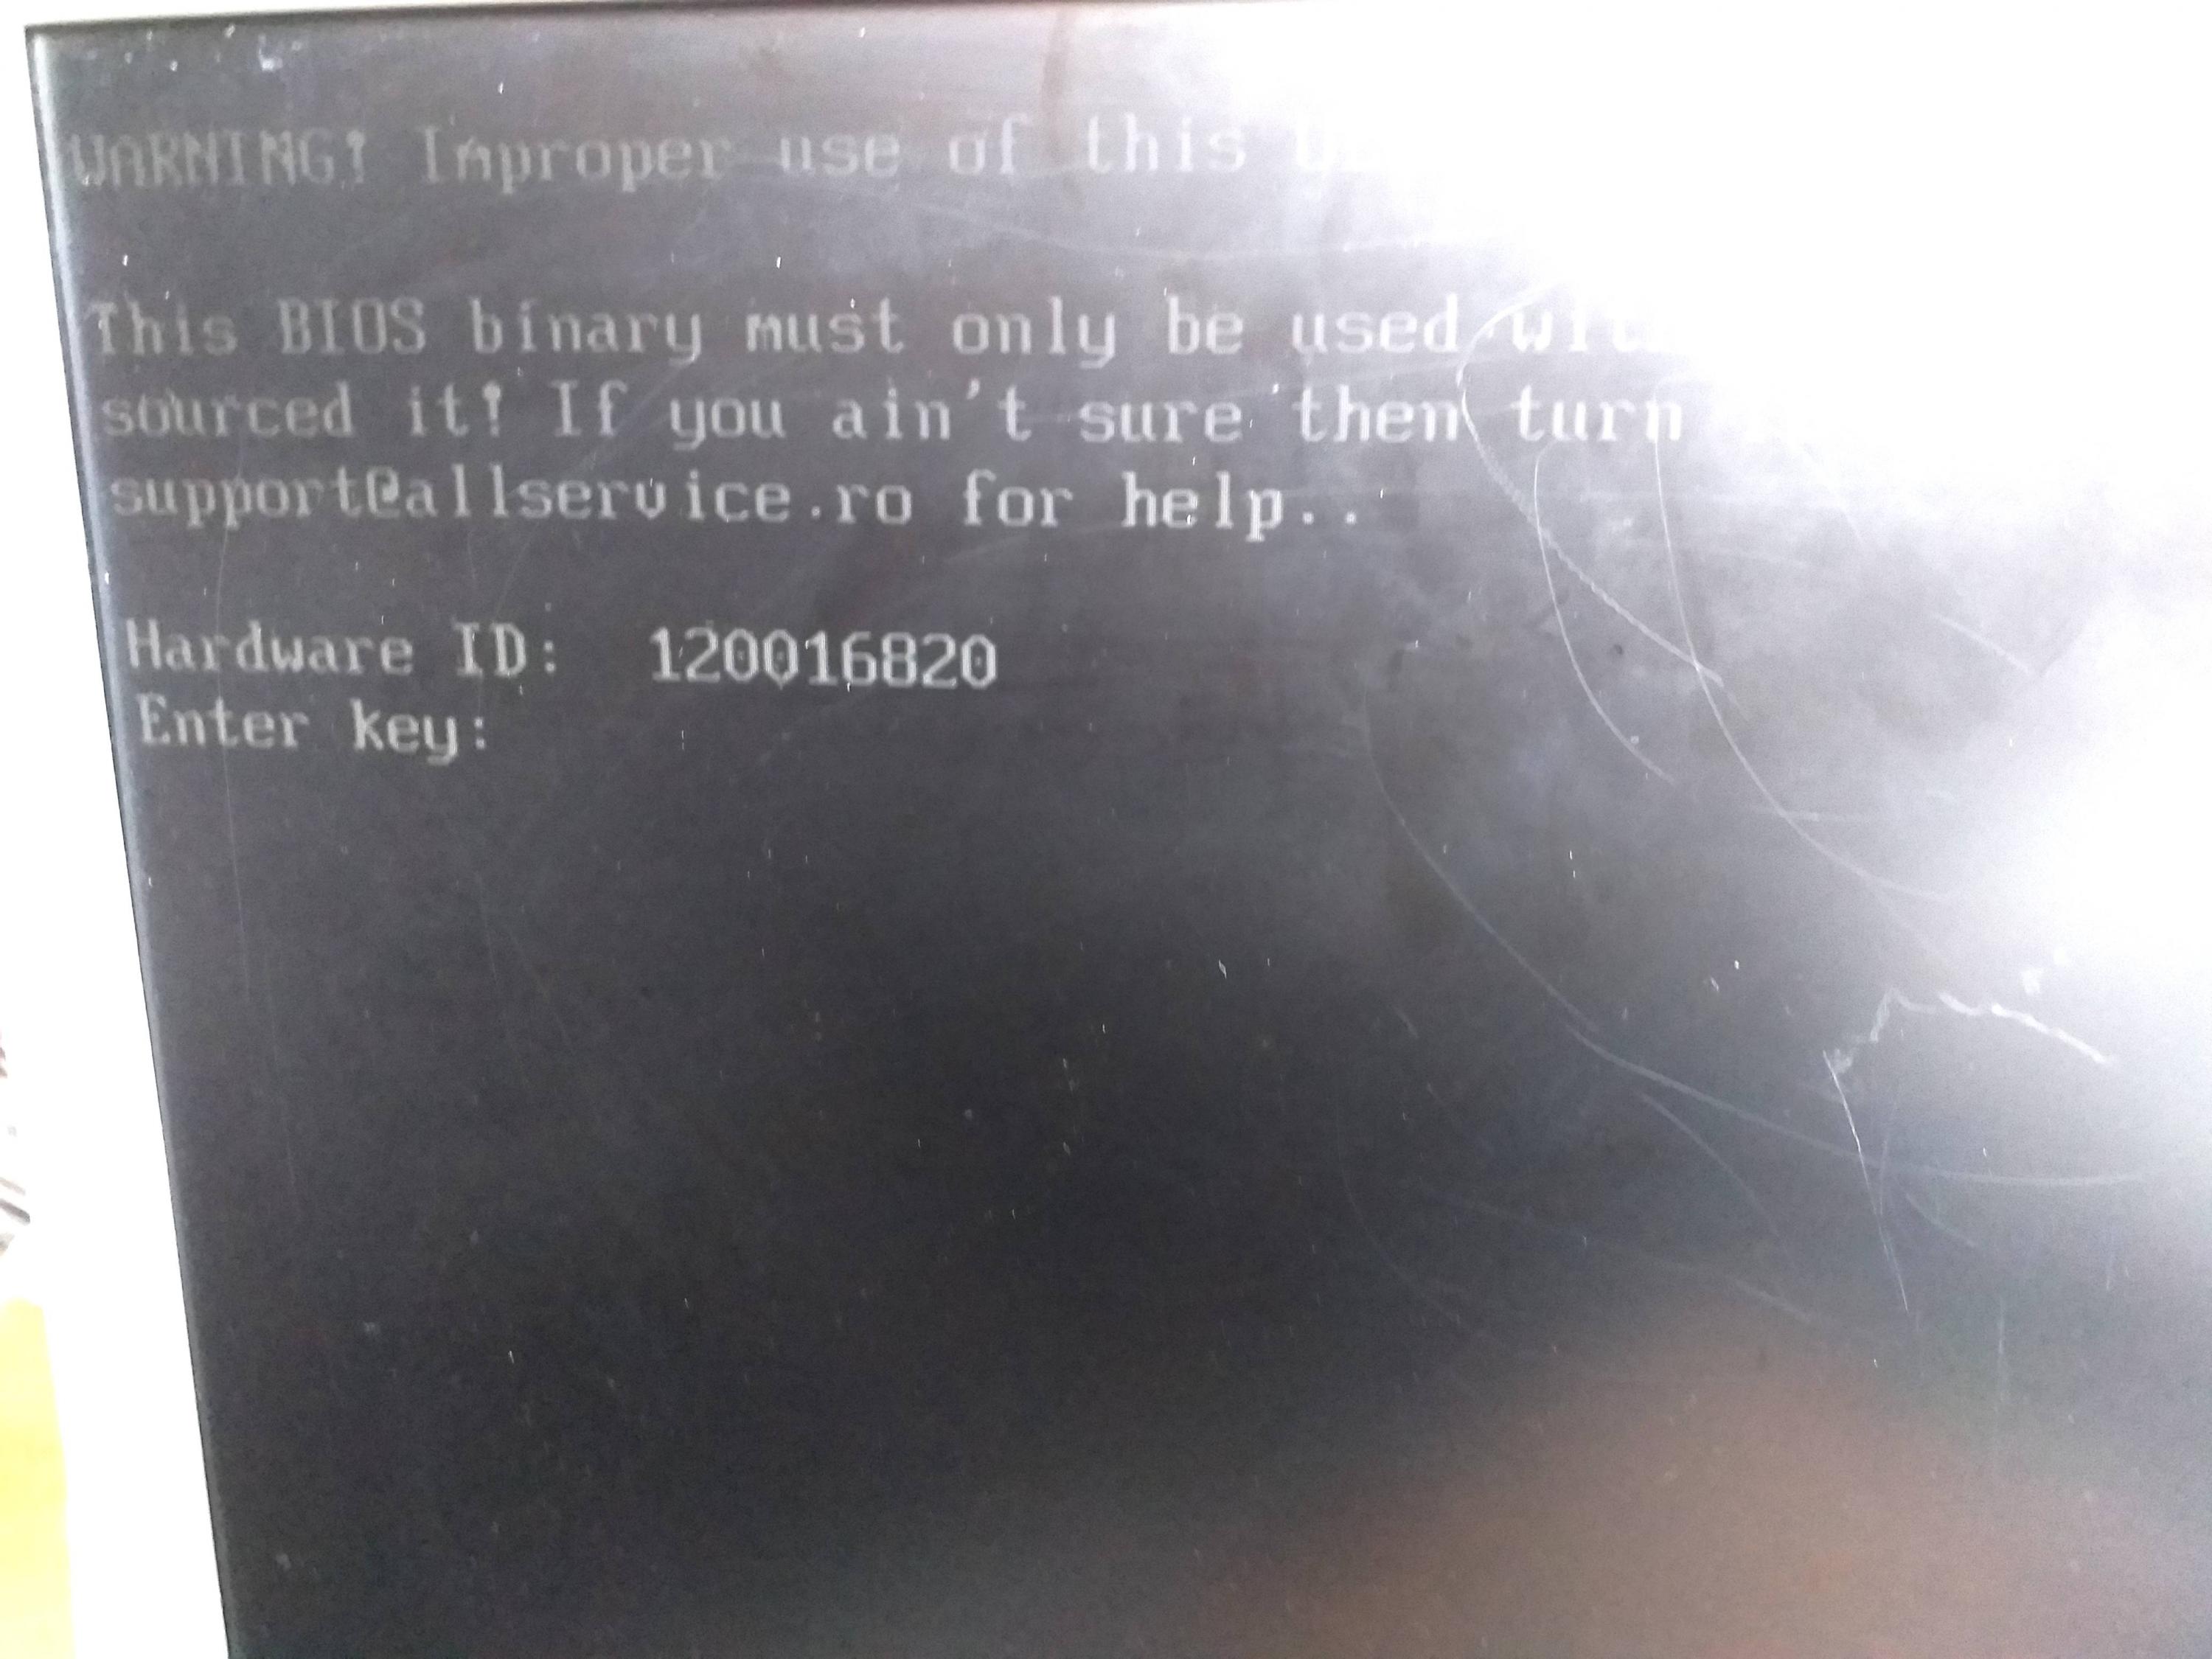 WARNING! Improper use of this
This BIOS binary must only be used
sourced it! If you ain't sure then turn
support@allservice.ro for help..
Hardware ID: 120016820
Enter key: